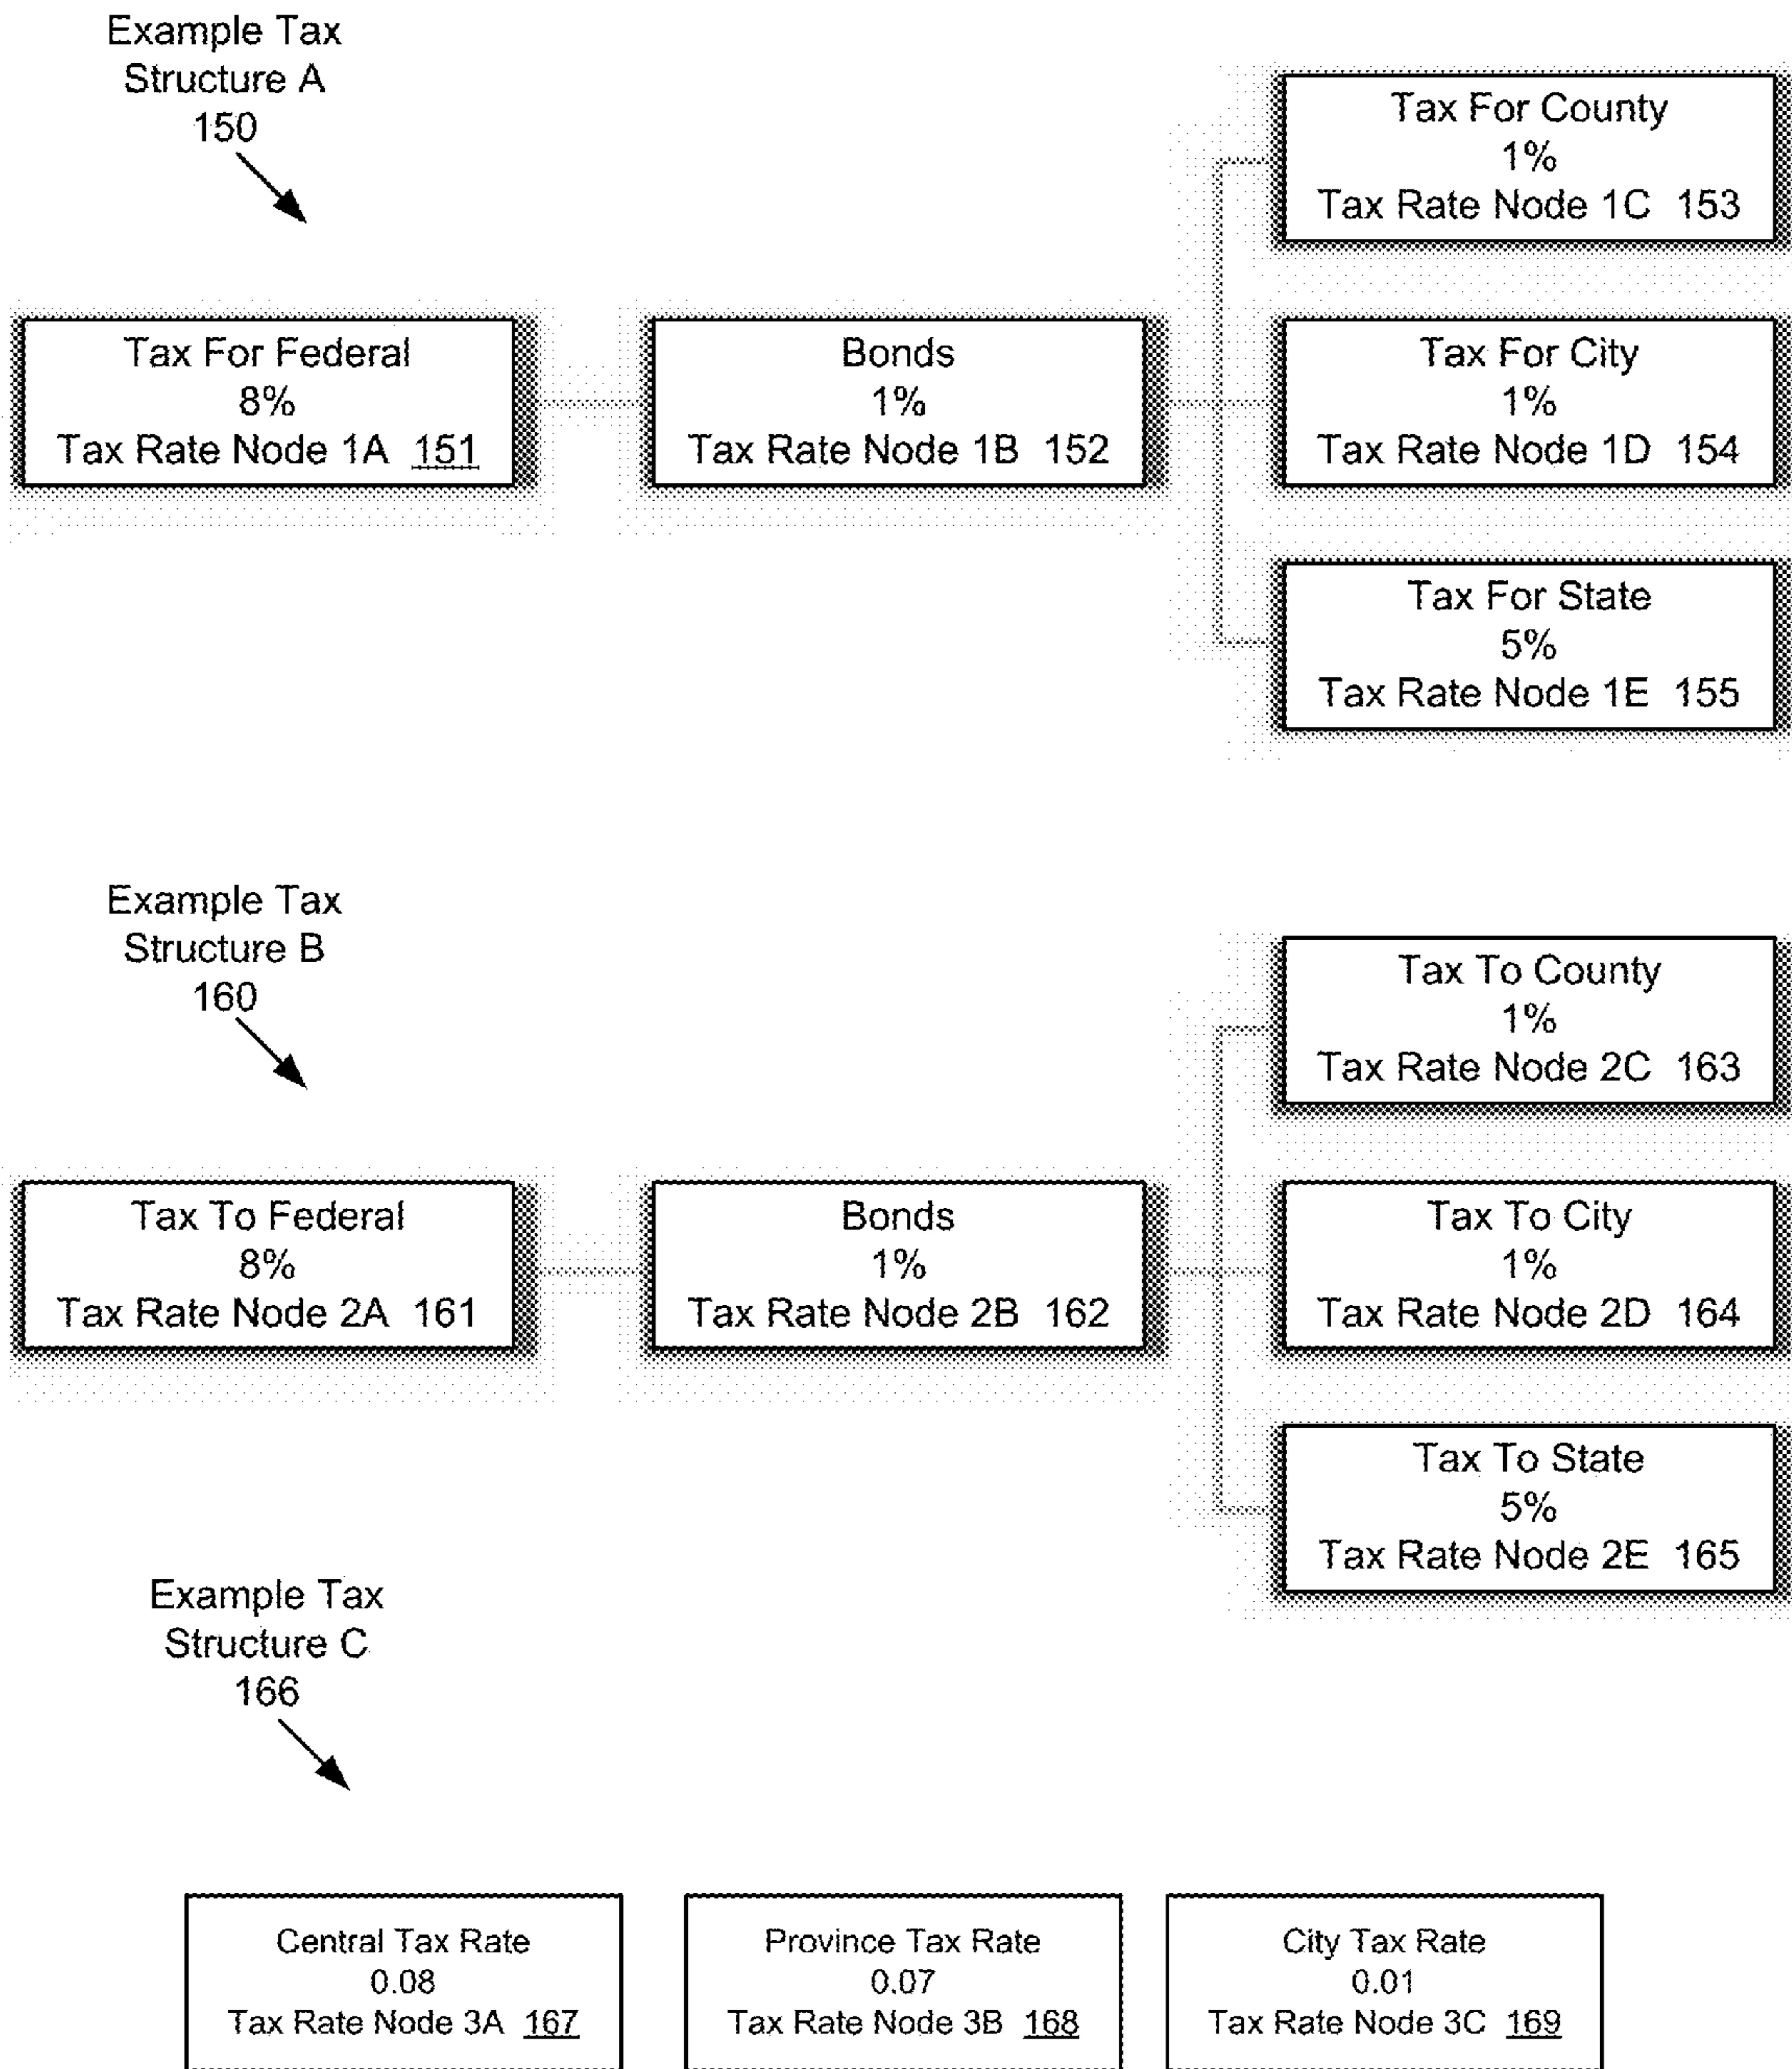 Example Tax
Structure A
150
Tax For County
1%
Tax Rate Node 1C 153
Tax For Federal
8%
Tax Rate Node 1A 151
Bonds
1%
Tax Rate Node 1B 152
Tax For City
1%
Tax Rate Node 1D 154
Tax For State
5%
Tax Rate Node 1E 155
Example Tax
Structure B
160
Tax To County
1%
Tax Rate Node 2C 163
Tax To Federal
8%
Tax Rate Node 2A 161
Bonds
1%
Tax Rate Node 2B 162
Tax To City
1%
Tax Rate Node 2D 164
Tax To State
5%
Tax Rate Node 2E 165
Example Tax
Structure C
166
Central Tax Rate
0.08
Tax Rate Node 3A 167
Province Tax Rate
0.07
Tax Rate Node 3B 168
City Tax Rate
0.01
Tax Rate Node 3C 169